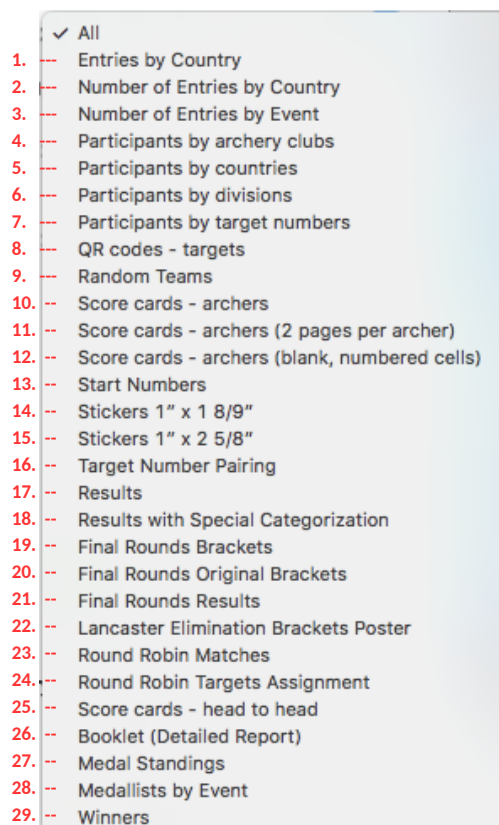 ✓ All
1. --- Entries by Country
2. --- Number of Entries by Country
3. --- Number of Entries by Event
4. --- Participants by archery clubs
5. --- Participants by countries
6. --- Participants by divisions
7. --- Participants by target numbers
8. --- QR codes - targets
9. --- Random Teams
10. -- Score cards - archers
11. -- Score cards - archers (2 pages per archer)
12. -- Score cards - archers (blank, numbered cells)
13. -- Start Numbers
14. -- Stickers 1" x 1 8/9"
15. -- Stickers 1" x 2 5/8"
16. -- Target Number Pairing
17. -- Results
18. -- Results with Special Categorization
19. -- Final Rounds Brackets
20. -- Final Rounds Original Brackets
21. -- Final Rounds Results
22. -- Lancaster Elimination Brackets Poster
23. -- Round Robin Matches
24. -- Round Robin Targets Assignment
25. -- Score cards - head to head
26. -- Booklet (Detailed Report)
27. -- Medal Standings
28. -- Medallists by Event
29. -- Winners